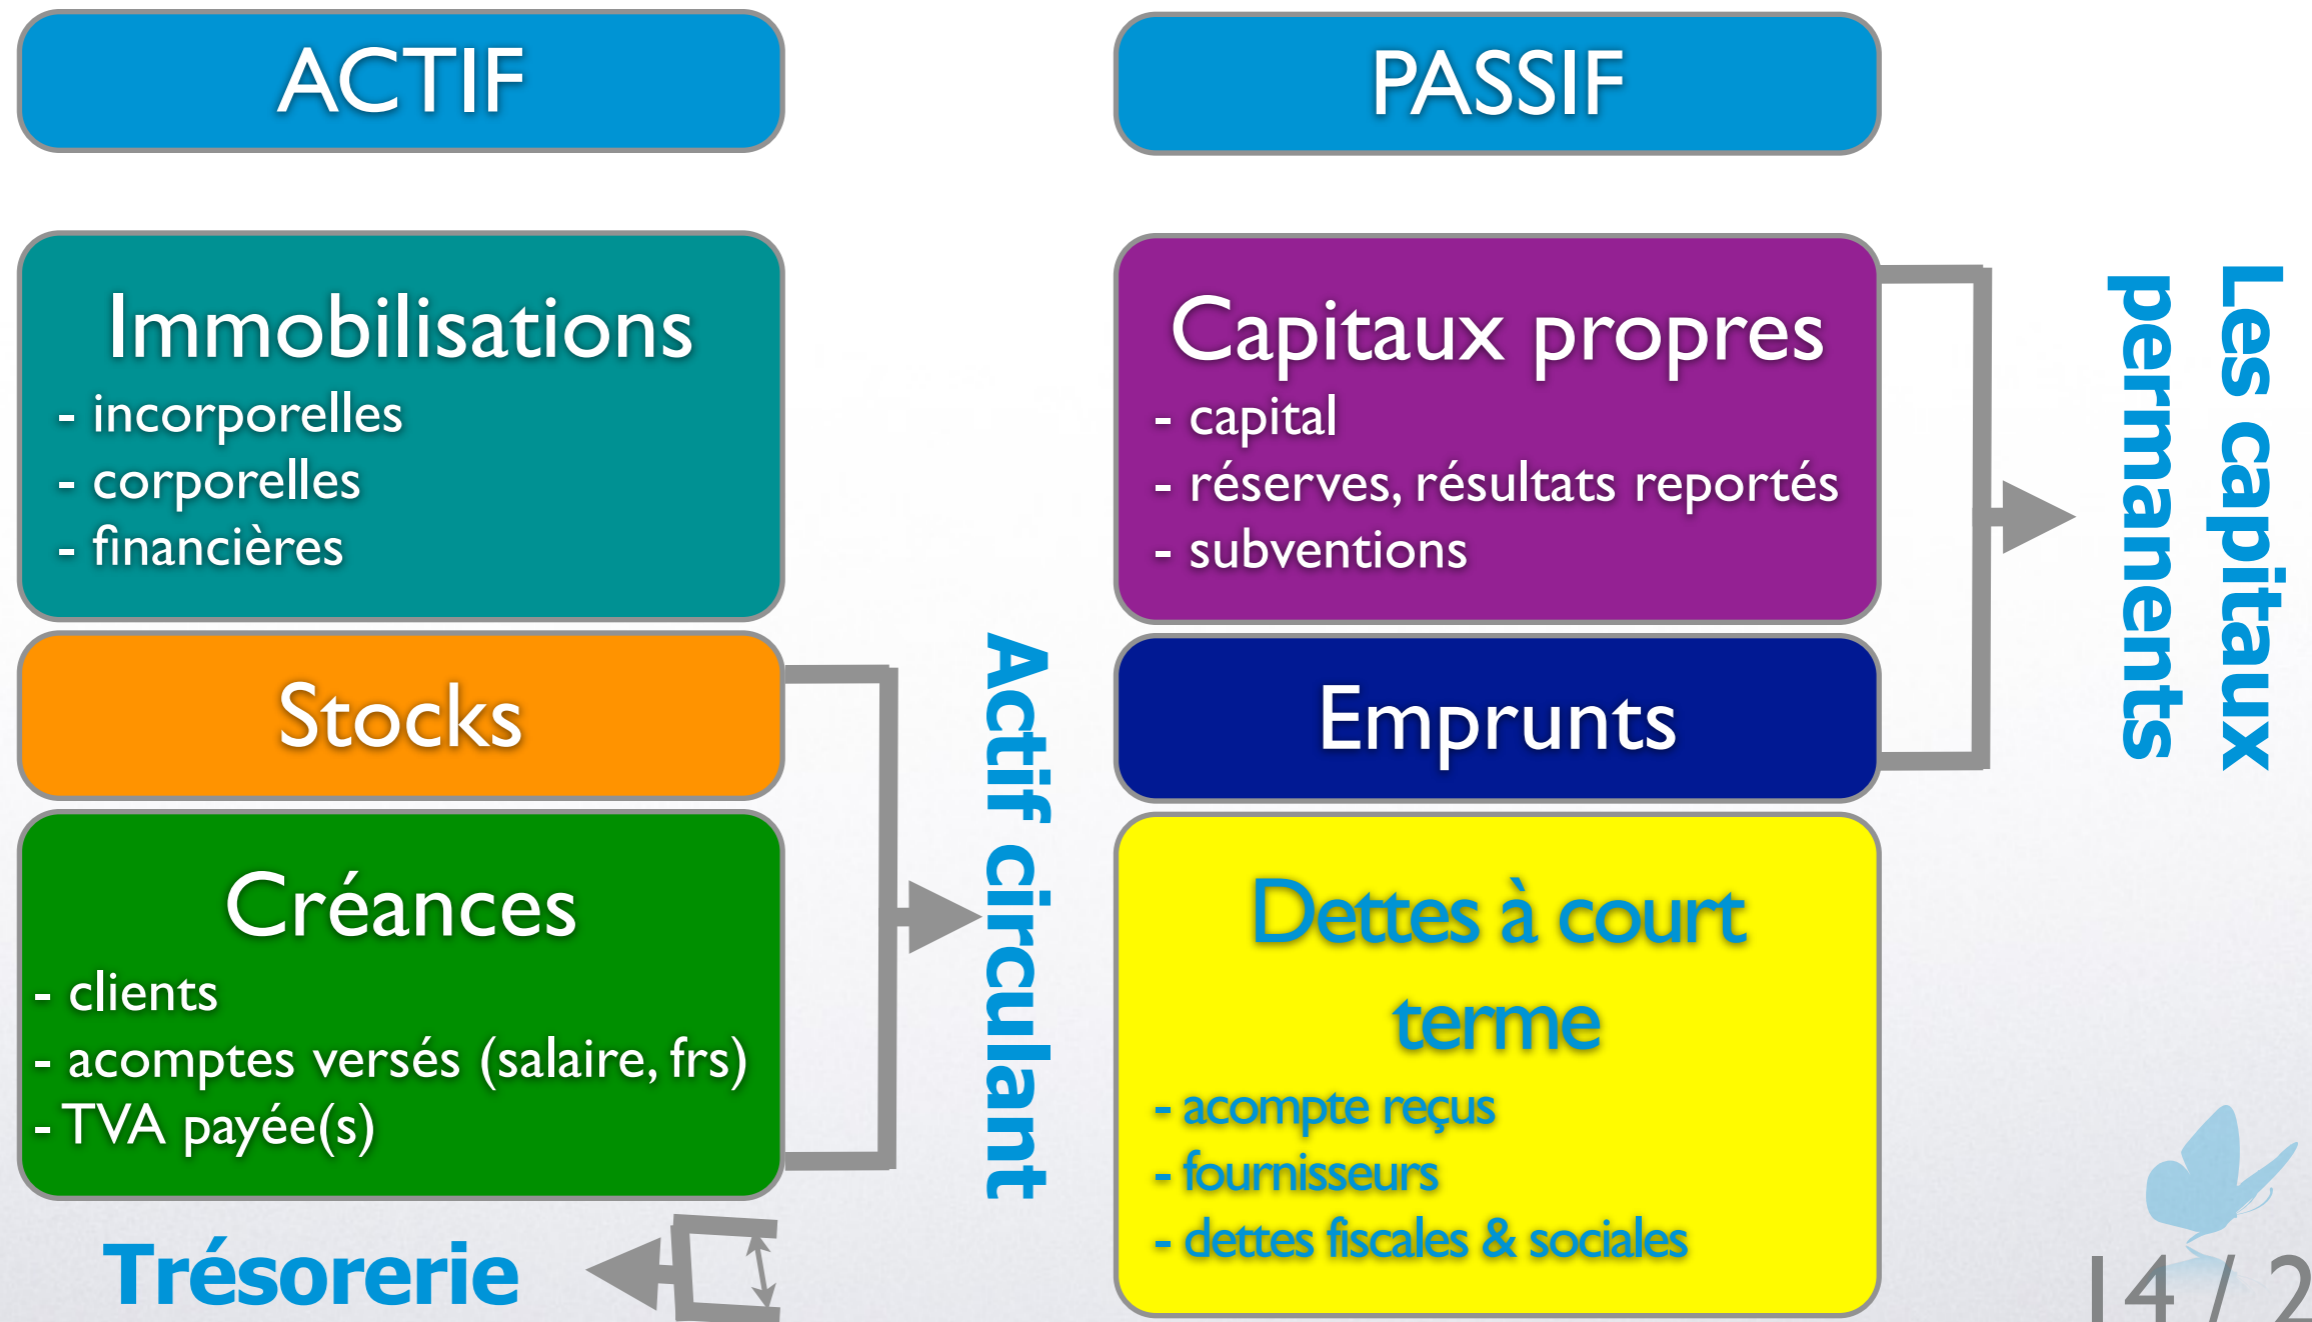 ACTIF
Immobilisations
- incorporelles
- corporelles
- financières
Stocks
Créances
- clients
- acomptes versés (salaire, frs)
- TVA payée(s)
Trésorerie
Actif circulant
PASSIF
Capitaux propres
- capital
- réserves, résultats reportés
- subventions
Emprunts
Dettes à court
terme
- acompte reçus
- fournisseurs
- dettes fiscales & sociales
Les capitaux
permanents
14 / 2